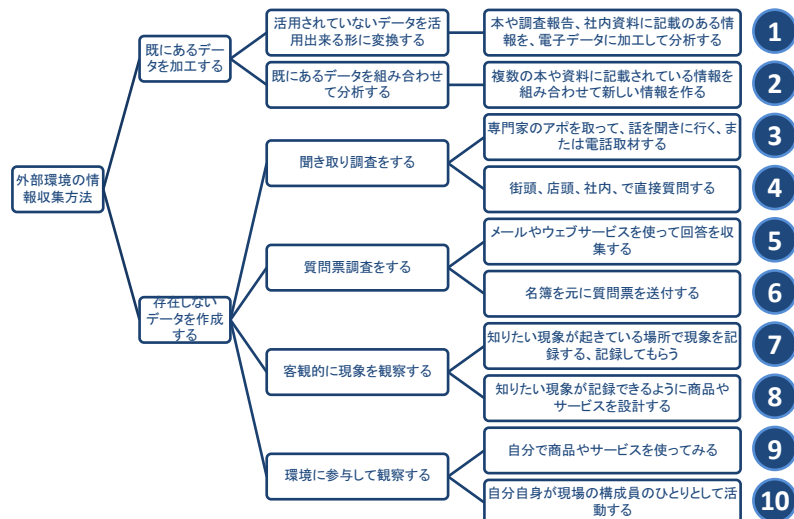 外部環境の情
報収集方法
既にあるデー
タを加工する
活用されていないデータを活
用出来る形に変換する
本や調査報告、社内資料に記載のある情
報を、電子データに加工して分析する
1
既にあるデータを組み合わせ
て分析する
複数の本や資料に記載されている情報を
組み合わせて新しい情報を作る
2
存在しない
データを作成
する
聞き取り調査をする
専門家のアポを取って、話を聞きに行く、ま
たは電話取材する
3
街頭、店頭、社内、で直接質問する
4
質問票調査をする
メールやウェブサービスを使って回答を収
集する
5
名簿を元に質問票を送付する
6
客観的に現象を観察する
知りたい現象が起きている場所で現象を記
録する、記録してもらう
7
知りたい現象が記録できるように商品や
サービスを設計する
8
環境に参与して観察する
自分で商品やサービスを使ってみる
9
自分自身が現場の構成員のひとりとして活
動する
10